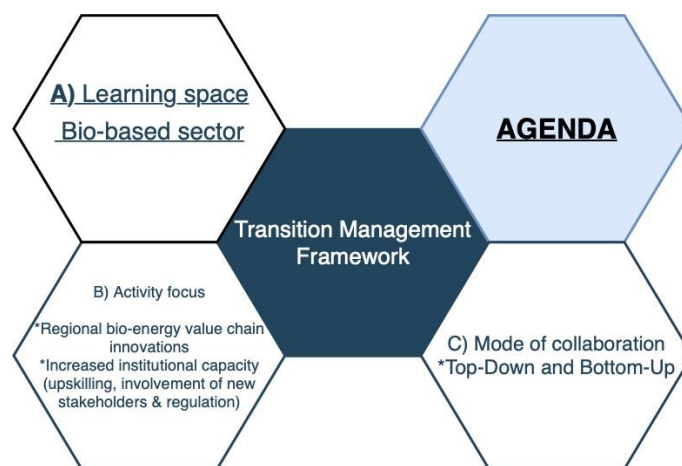 A) Learning space
Bio-based sector
AGENDA
Transition Management
Framework
B) Activity focus
*Regional bio-energy value chain
innovations
*Increased institutional capacity
(upskilling, involvement of new
stakeholders & regulation)
C) Mode of collaboration
*Top-Down and Bottom-Up